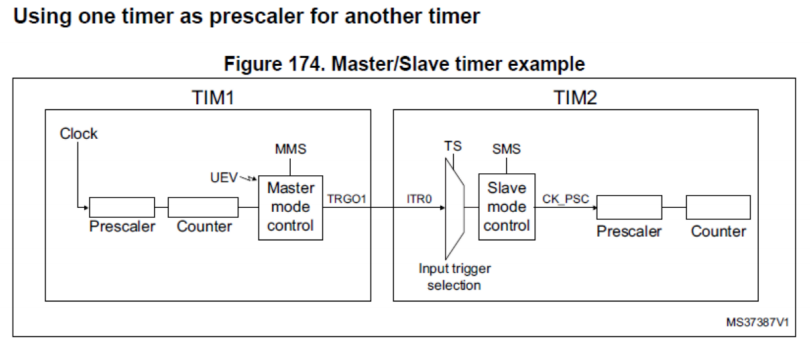 Using one timer as prescaler for another timer
Figure 174. Master/Slave timer example
TIM1
TIM2
Clock
MMS
TS
SMS
UEV
Master
mode
control
TRGO1
ITR0
Slave
mode
control
CK_PSC
Prescaler
Counter
Prescaler
Counter
Input trigger
selection
MS37387V1